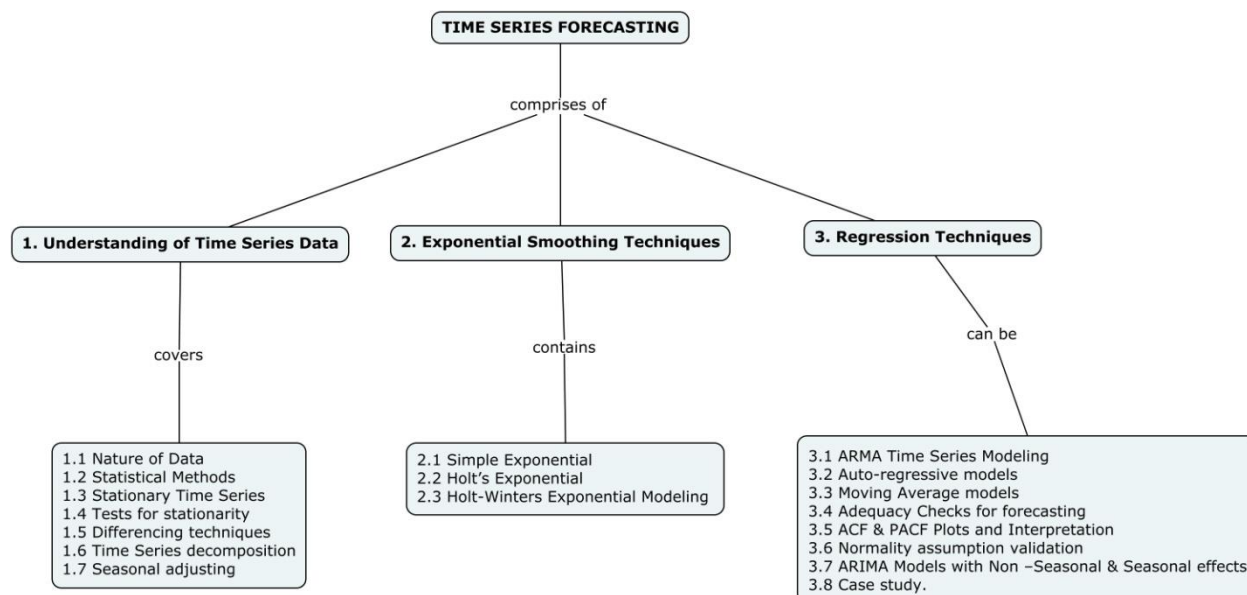 TIME SERIES FORECASTING
comprises of
1. Understanding of Time Series Data
2. Exponential Smoothing Techniques
3. Regression Techniques
covers
contains
can be
1.1 Nature of Data
1.2 Statistical Methods
1.3 Stationary Time Series
1.4 Tests for stationarity
1.5 Differencing techniques
1.6 Time Series decomposition
1.7 Seasonal adjusting
2.1 Simple Exponential
2.2 Holt’s Exponential
2.3 Holt-Winters Exponential Modeling
3.1 ARMA Time Series Modeling
3.2 Auto-regressive models
3.3 Moving Average models
3.4 Adequacy Checks for forecasting
3.5 ACF & PACF Plots and Interpretation
3.6 Normality assumption validation
3.7 ARIMA Models with Non –Seasonal & Seasonal effects
3.8 Case study.